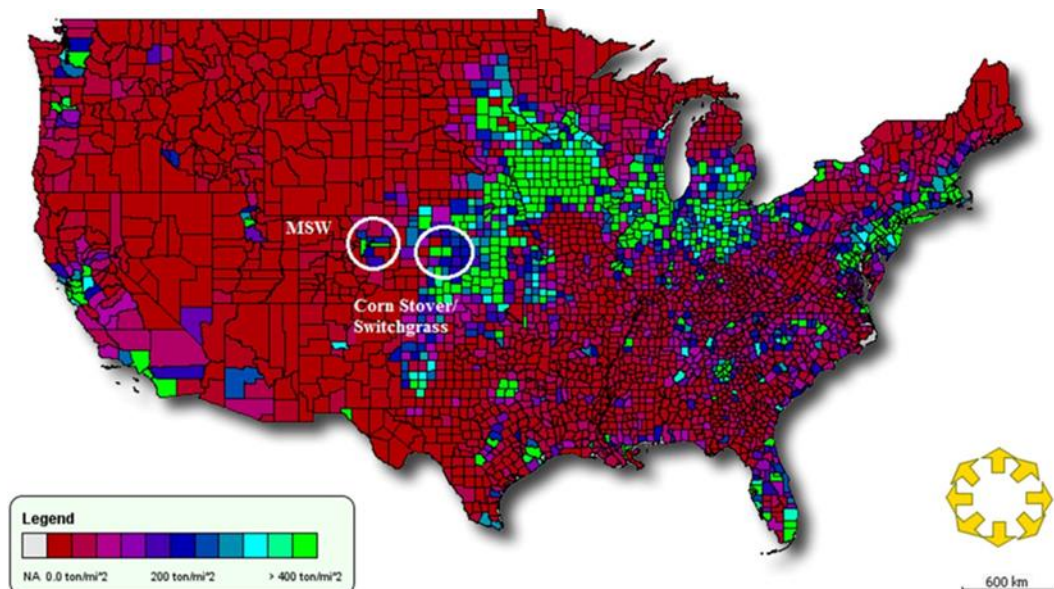 MSW
Corn Stover/
Switchgrass
Legend
NA 0.0 ton/mi^2 200 ton/mi^2 > 400 ton/mi^2
600 km